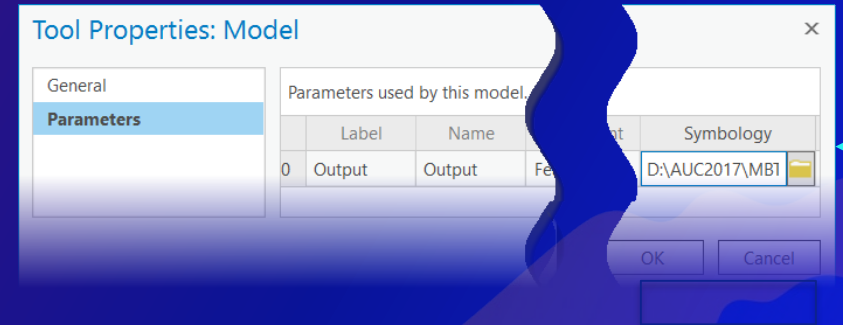 Tool Properties: Model
General
Parameters
Parameters used by this model.
Label Name Symbology
0 Output Output D:\AUC2017\MBT
OK Cancel